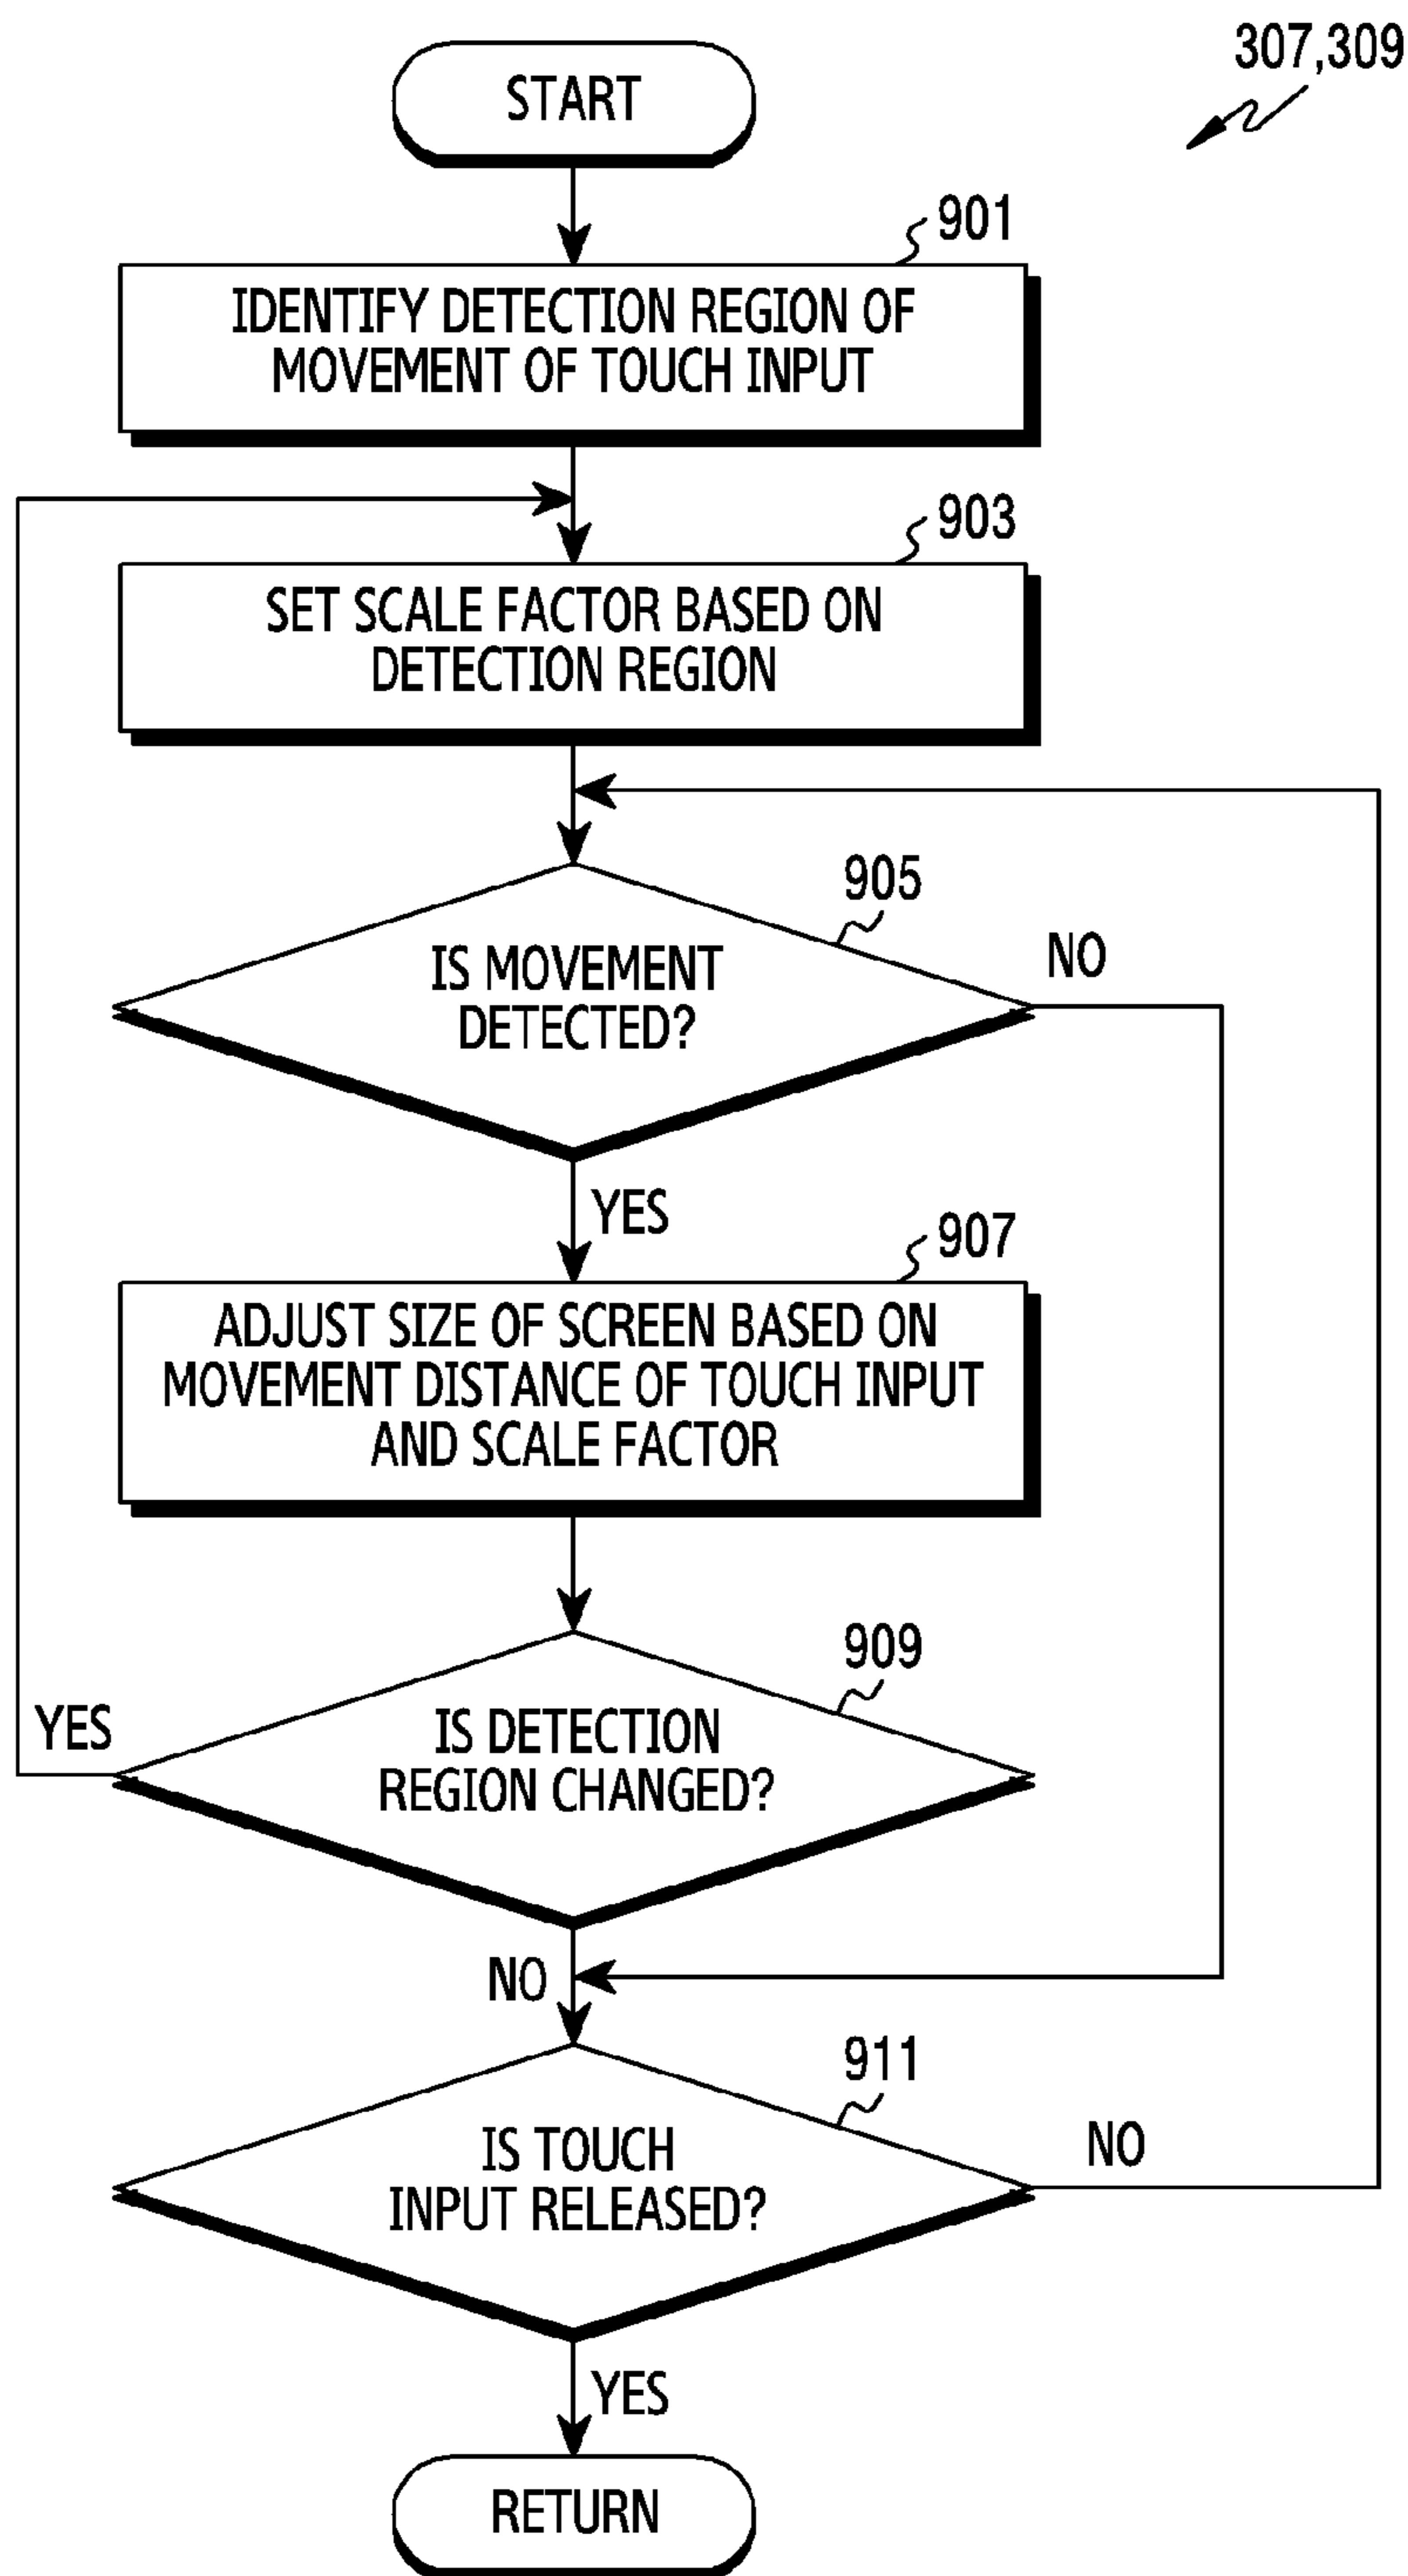 307,309
START
901
IDENTIFY DETECTION REGION OF
MOVEMENT OF TOUCH INPUT
903
SET SCALE FACTOR BASED ON
DETECTION REGION
905
IS MOVEMENT
DETECTED?
NO
YES
907
ADJUST SIZE OF SCREEN BASED ON
MOVEMENT DISTANCE OF TOUCH INPUT
AND SCALE FACTOR
909
IS DETECTION
REGION CHANGED?
YES
NO
911
IS TOUCH
INPUT RELEASED?
NO
YES
RETURN